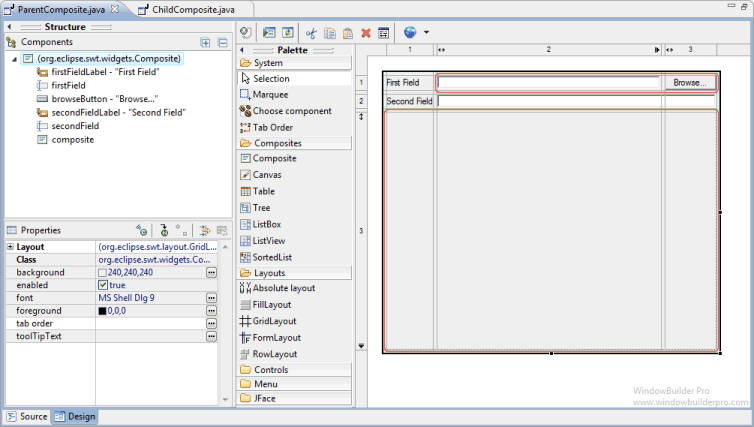 ParentComposite.java
ChildComposite.java
Structure
Components
(org.eclipse.swt.widgets.Composite)
firstFieldLabel - "First Field"
firstField
browseButton - "Browse..."
secondFieldLabel - "Second Field"
secondField
composite
Properties
Layout (org.eclipse.swt.layout.GridL...
Class org.eclipse.swt.widgets.Co...
background 240,240,240
enabled true
font MS Shell Dlg 9
foreground 0,0,0
tab order
toolTipText
Source
Design
Palette
System
Selection
Marquee
Choose component
Tab Order
Composites
Composite
Canvas
Table
Tree
ListBox
ListView
SortedList
Layouts
Absolute layout
FillLayout
GridLayout
FormLayout
RowLayout
Controls
Menu
JFace
1 2 3
1
First Field
Browse...
2
Second Field
3
WindowBuilder Pro
www.windowbuilderpro.com